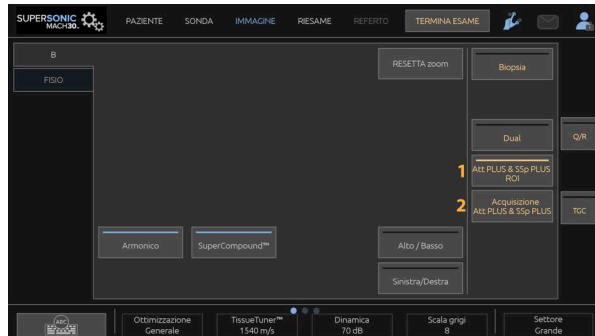 SUPERSONIC MACH30. PAZIENTE SONDA IMMAGINE RIESAME REFERTO TERMINA ESAME
B
FISIO
RESETTA zoom
Biopsia
Dual
Q/R
1 Att PLUS & SSp PLUS
ROI
2 Acquisizione
Att PLUS & SSp PLUS
TGC
Armonico
SuperCompound™
Alto / Basso
Sinistra/Destra
ABC
Ottimizzazione
Generale
TissueTuner™
1540 m/s
Dinamica
70 dB
Scala grigi
8
Settore
Grande